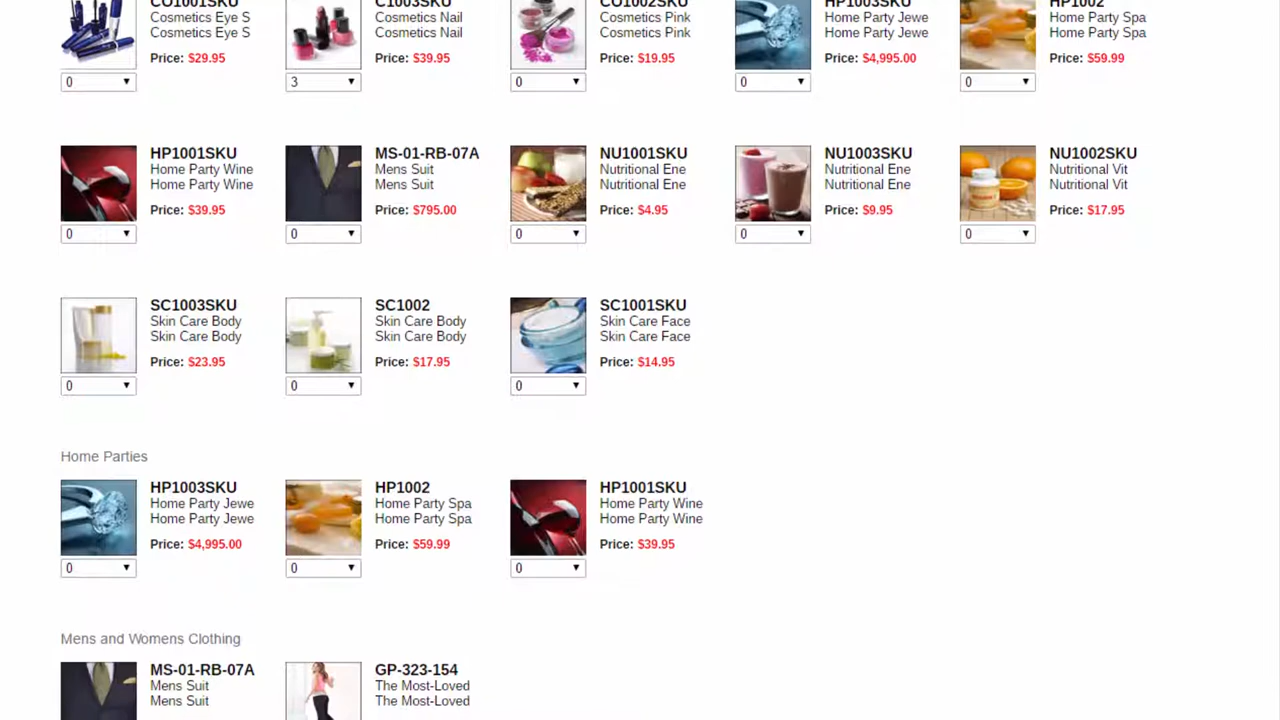 CO1001SKU
Cosmetics Eye S
Cosmetics Eye S
Price: $29.95
0
C1003SKU
Cosmetics Nail
Cosmetics Nail
Price: $39.95
3
CO1002SKU
Cosmetics Pink
Cosmetics Pink
Price: $19.95
0
HP1003SKU
Home Party Jewe
Home Party Jewe
Price: $4,995.00
0
HP1002
Home Party Spa
Home Party Spa
Price: $59.99
0
HP1001SKU
Home Party Wine
Home Party Wine
Price: $39.95
0
MS-01-RB-07A
Mens Suit
Mens Suit
Price: $795.00
0
NU1001SKU
Nutritional Ene
Nutritional Ene
Price: $4.95
0
NU1003SKU
Nutritional Ene
Nutritional Ene
Price: $9.95
0
NU1002SKU
Nutritional Vit
Nutritional Vit
Price: $17.95
0
SC1003SKU
Skin Care Body
Skin Care Body
Price: $23.95
0
SC1002
Skin Care Body
Skin Care Body
Price: $17.95
0
SC1001SKU
Skin Care Face
Skin Care Face
Price: $14.95
0
Home Parties
HP1003SKU
Home Party Jewe
Home Party Jewe
Price: $4,995.00
0
HP1002
Home Party Spa
Home Party Spa
Price: $59.99
0
HP1001SKU
Home Party Wine
Home Party Wine
Price: $39.95
0
Mens and Womens Clothing
MS-01-RB-07A
Mens Suit
Mens Suit
GP-323-154
The Most-Loved
The Most-Loved